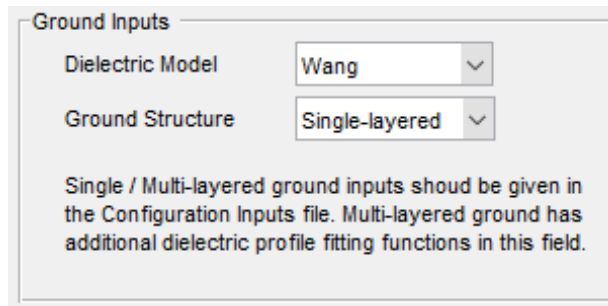 Ground Inputs
Dielectric Model Wang
Ground Structure Single-layered
Single / Multi-layered ground inputs shoud be given in
the Configuration Inputs file. Multi-layered ground has
additional dielectric profile fitting functions in this field.